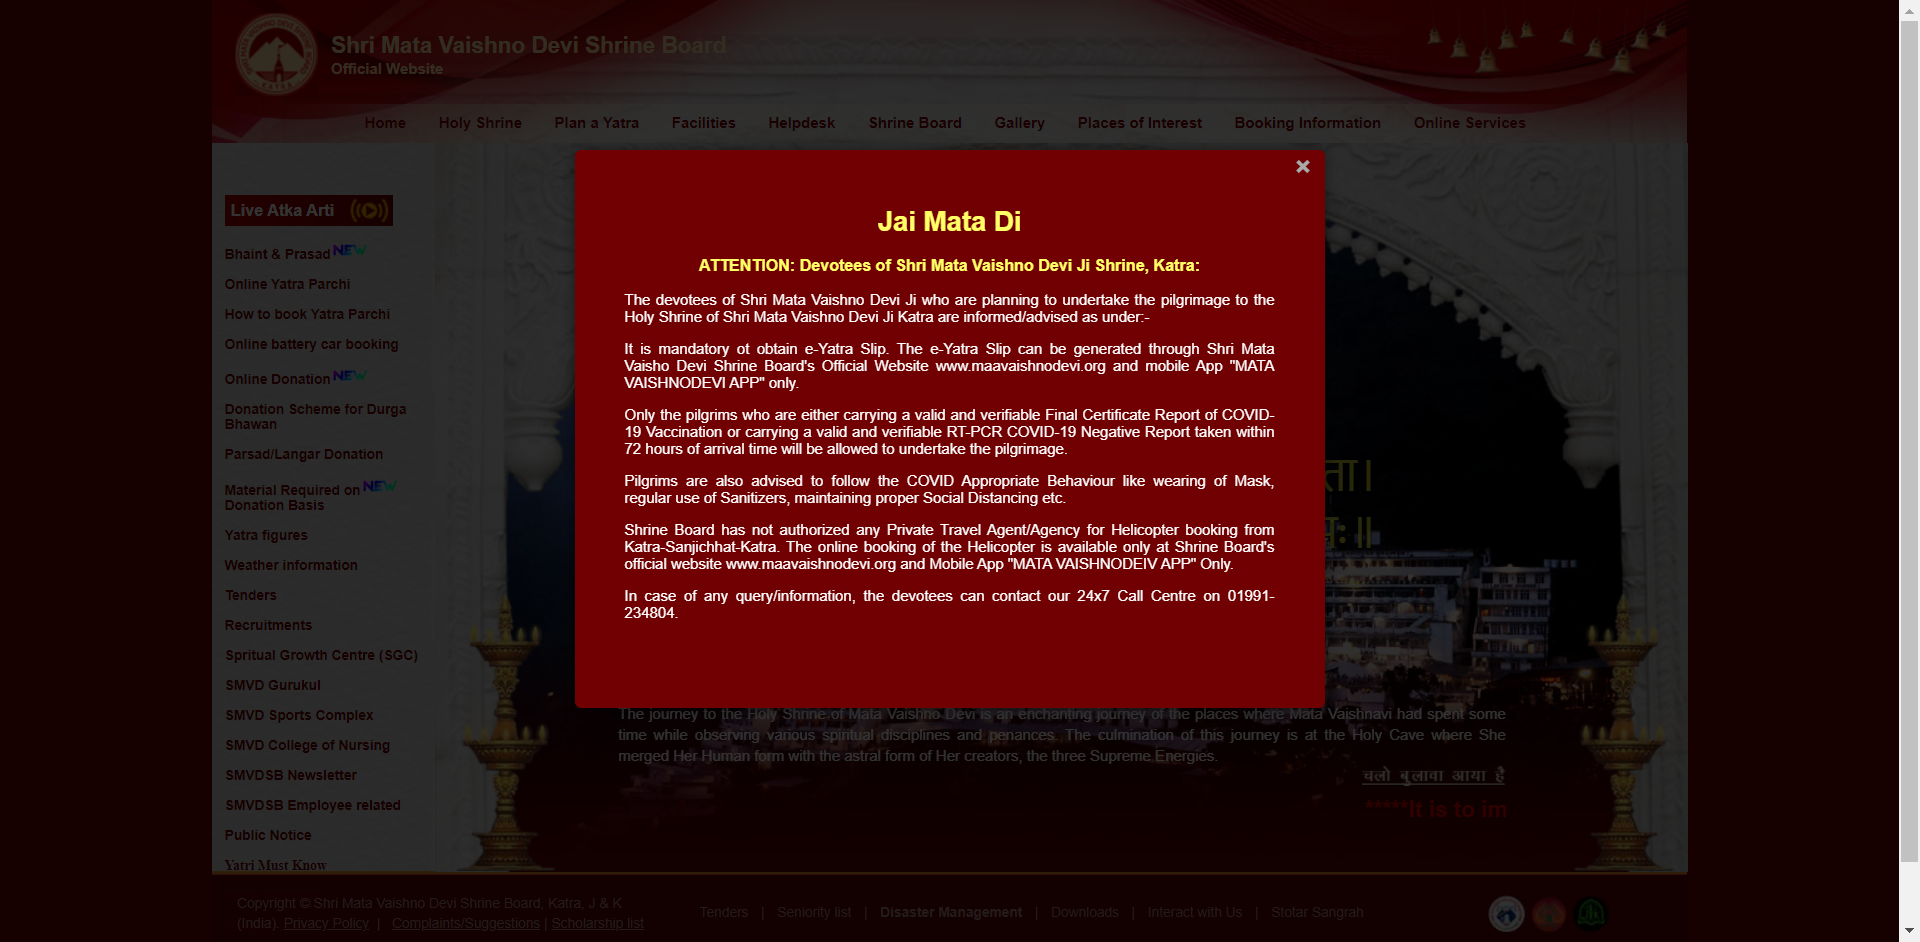 Shri Mata Vaishno Devi Shrine Board
Official Website
Home Holy Shrine Plan a Yatra Facilities Helpdesk Shrine Board Gallery Places of Interest Booking Information Online Services
Live Atka Arti
Bhaint & Prasad NEW
Online Yatra Parchi
How to book Yatra Parchi
Online battery car booking
Online Donation NEW
Donation Scheme for Durga
Bhawan
Parsad/Langar Donation
Material Required on NEW
Donation Basis
Yatra figures
Weather information
Tenders
Recruitments
Spritual Growth Centre (SGC)
SMVD Gurukul
SMVD Sports Complex
SMVD College of Nursing
SMVDSB Newsletter
SMVDSB Employee related
Public Notice
Yatri Must Know
Jai Mata Di
ATTENTION: Devotees of Shri Mata Vaishno Devi Ji Shrine, Katra:
The devotees of Shri Mata Vaishno Devi Ji who are planning to undertake the pilgrimage to the
Holy Shrine of Shri Mata Vaishno Devi Ji Katra are informed/advised as under:-
It is mandatory ot obtain e-Yatra Slip. The e-Yatra Slip can be generated through Shri Mata
Vaisho Devi Shrine Board's Official Website www.maavaishnodevi.org and mobile App "MATA
VAISHNODEVI APP" only.
Only the pilgrims who are either carrying a valid and verifiable Final Certificate Report of COVID-
19 Vaccination or carrying a valid and verifiable RT-PCR COVID-19 Negative Report taken within
72 hours of arrival time will be allowed to undertake the pilgrimage.
Pilgrims are also advised to follow the COVID Appropriate Behaviour like wearing of Mask,
regular use of Sanitizers, maintaining proper Social Distancing etc.
Shrine Board has not authorized any Private Travel Agent/Agency for Helicopter booking from
Katra-Sanjichhat-Katra. The online booking of the Helicopter is available only at Shrine Board's
official website www.maavaishnodevi.org and Mobile App "MATA VAISHNODEIV APP" Only.
In case of any query/information, the devotees can contact our 24x7 Call Centre on 01991-
234804.
The journey to the Holy Shrine of Mata Vaishno Devi is an enchanting journey of the places where Mata Vaishnavi had spent some
time while observing various spiritual disciplines and penances. The culmination of this journey is at the Holy Cave where She
merged Her Human form with the astral form of Her creators, the three Supreme Energies.
चलो बुलावा आया है
*****It is to im
Copyright © Shri Mata Vaishno Devi Shrine Board, Katra, J & K
(India). Privacy Policy | Complaints/Suggestions | Scholarship list
Tenders | Seniority list | Disaster Management | Downloads | Interact with Us | Stotar Sangrah